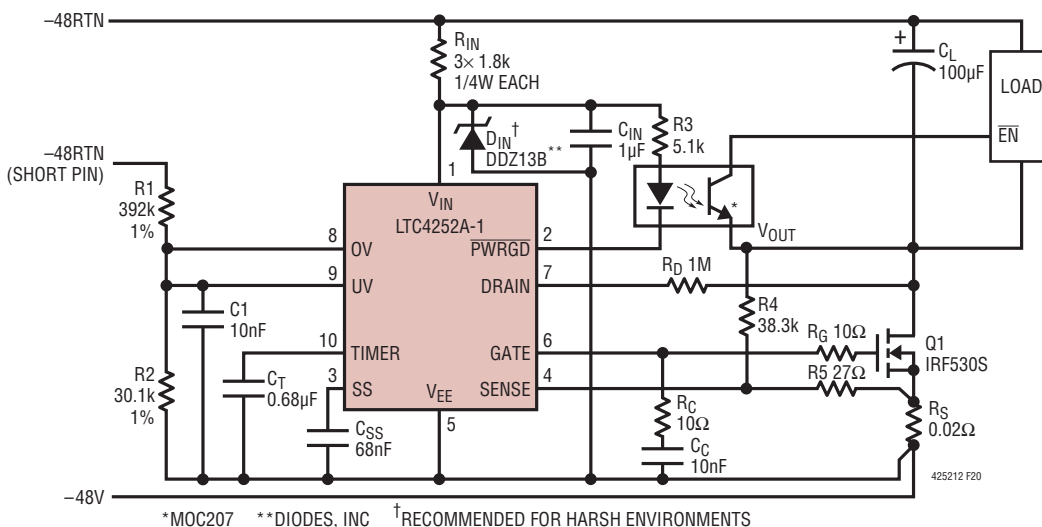 –48RTN
RIN
3× 1.8k
1/4W EACH
+
CL
100µF
LOAD
EN
DIN†
DDZ13B**
CIN
1µF
R3
5.1k
–48RTN
(SHORT PIN)
R1
392k
1%
1
VIN
LTC4252A-1
*
VOUT
8
OV
PWRGD
2
9
UV
DRAIN
7
RD 1M
R4
38.3k
C1
10nF
10
TIMER
GATE
6
RG 10Ω
Q1
IRF530S
R2
30.1k
1%
CT
0.68µF
3
SS
VEE
5
SENSE
4
R5 27Ω
RS
0.02Ω
RC
10Ω
CSS
68nF
CC
10nF
425212 F20
–48V
*MOC207 **DIODES, INC †RECOMMENDED FOR HARSH ENVIRONMENTS